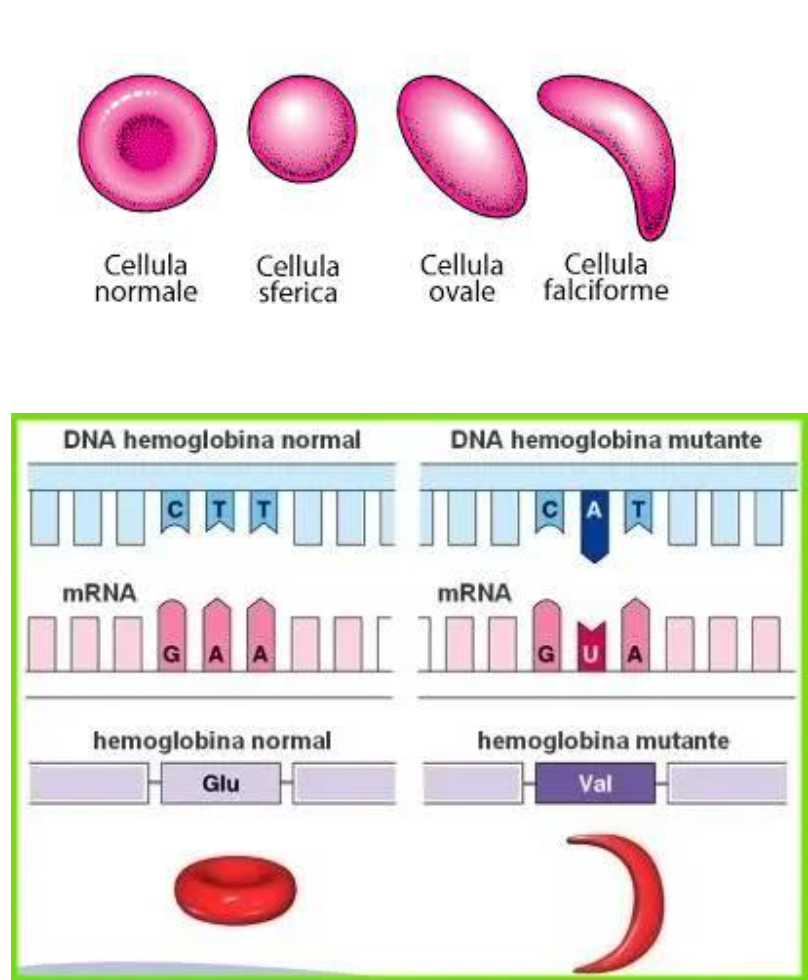 Cellula normale
Cellula sferica
Cellula ovale
Cellula falciforme
DNA hemoglobina normal
DNA hemoglobina mutante
C T T
C A T
mRNA
mRNA
G A A
G U A
hemoglobina normal
hemoglobina mutante
Glu
Val